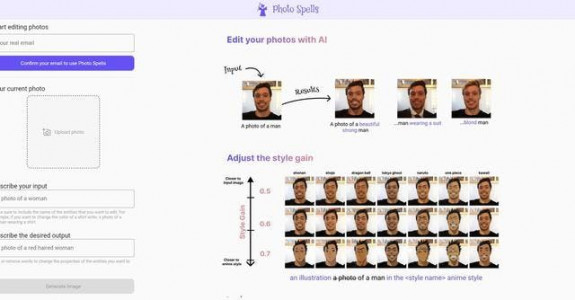 Photo Spells
art editing photos
our real email
Confirm your email to use Photo Spells
ur current photo
Upload photo
scribe your input
photo of a woman
scribe the desired output
photo of a red haired woman
Generate image
Edit your photos with AI
INPUT
RESULTS
A photo of a man
A photo of a beautiful
strong man
...man wearing a suit
...blond man
Adjust the style gain
Closer to
input image
Style Gain
Closer to
anime style
0.5
0.6
0.7
shonen
dragon ball
tokyo ghoul
naruto
one piece
an illustration a photo of a man in the <style name> anime style